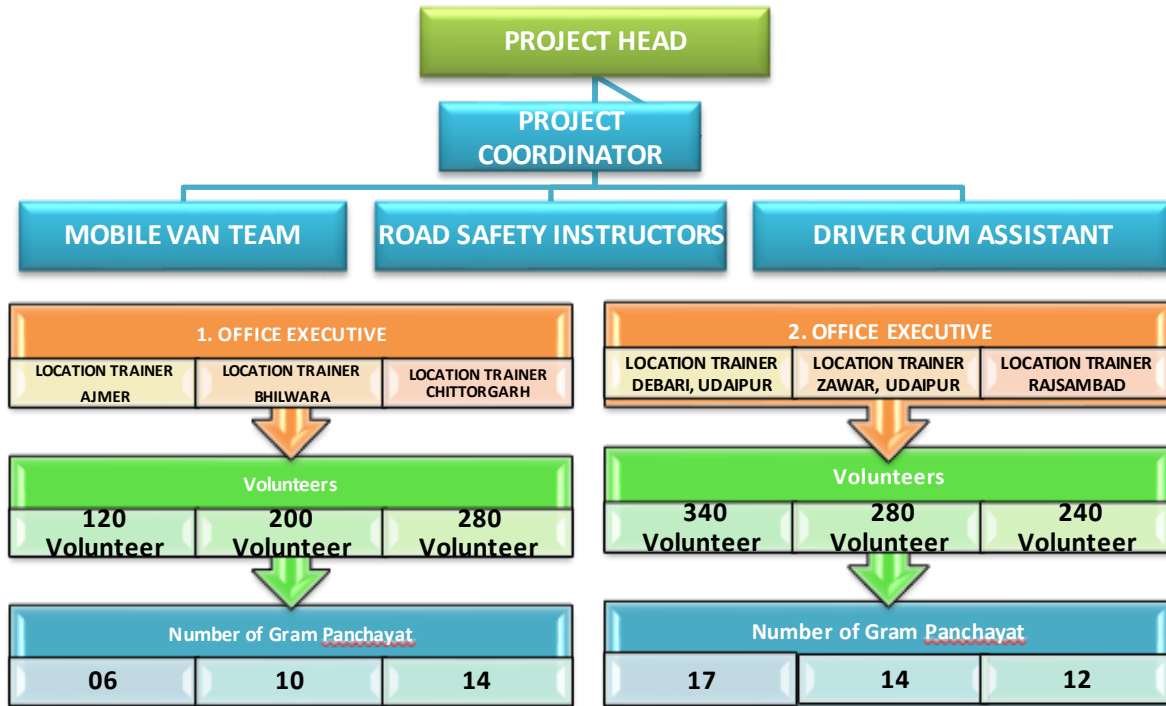 PROJECT HEAD
PROJECT
COORDINATOR
MOBILE VAN TEAM
ROAD SAFETY INSTRUCTORS
DRIVER CUM ASSISTANT
1. OFFICE EXECUTIVE
LOCATION TRAINER
AJMER
LOCATION TRAINER
BHILWARA
LOCATION TRAINER
CHITTORGARH
Volunteers
120
Volunteer
200
Volunteer
280
Volunteer
Number of Gram Panchayat
06
10
14
2. OFFICE EXECUTIVE
LOCATION TRAINER
DEBARI, UDAIPUR
LOCATION TRAINER
ZAWAR, UDAIPUR
LOCATION TRAINER
RAJSAMBAD
Volunteers
340
Volunteer
280
Volunteer
240
Volunteer
Number of Gram Panchayat
17
14
12